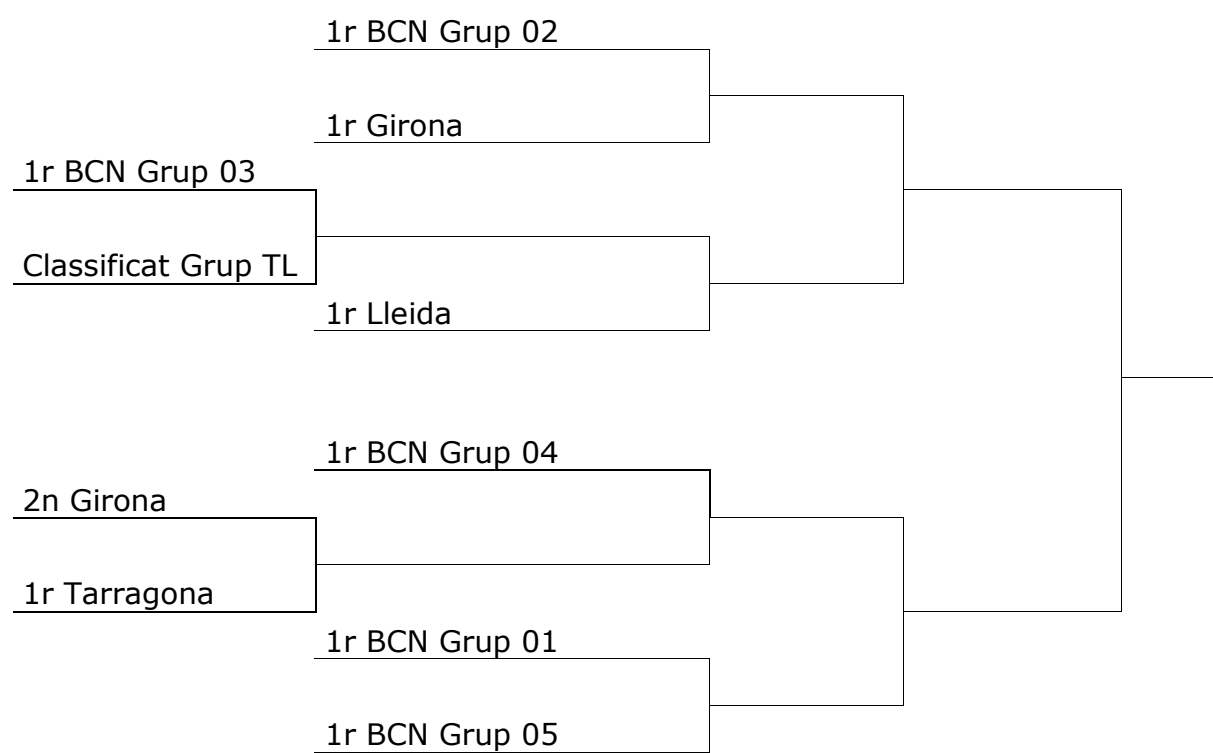 1r BCN Grup 02
1r Girona
1r BCN Grup 03
Classificat Grup TL
1r Lleida
1r BCN Grup 04
2n Girona
1r Tarragona
1r BCN Grup 01
1r BCN Grup 05